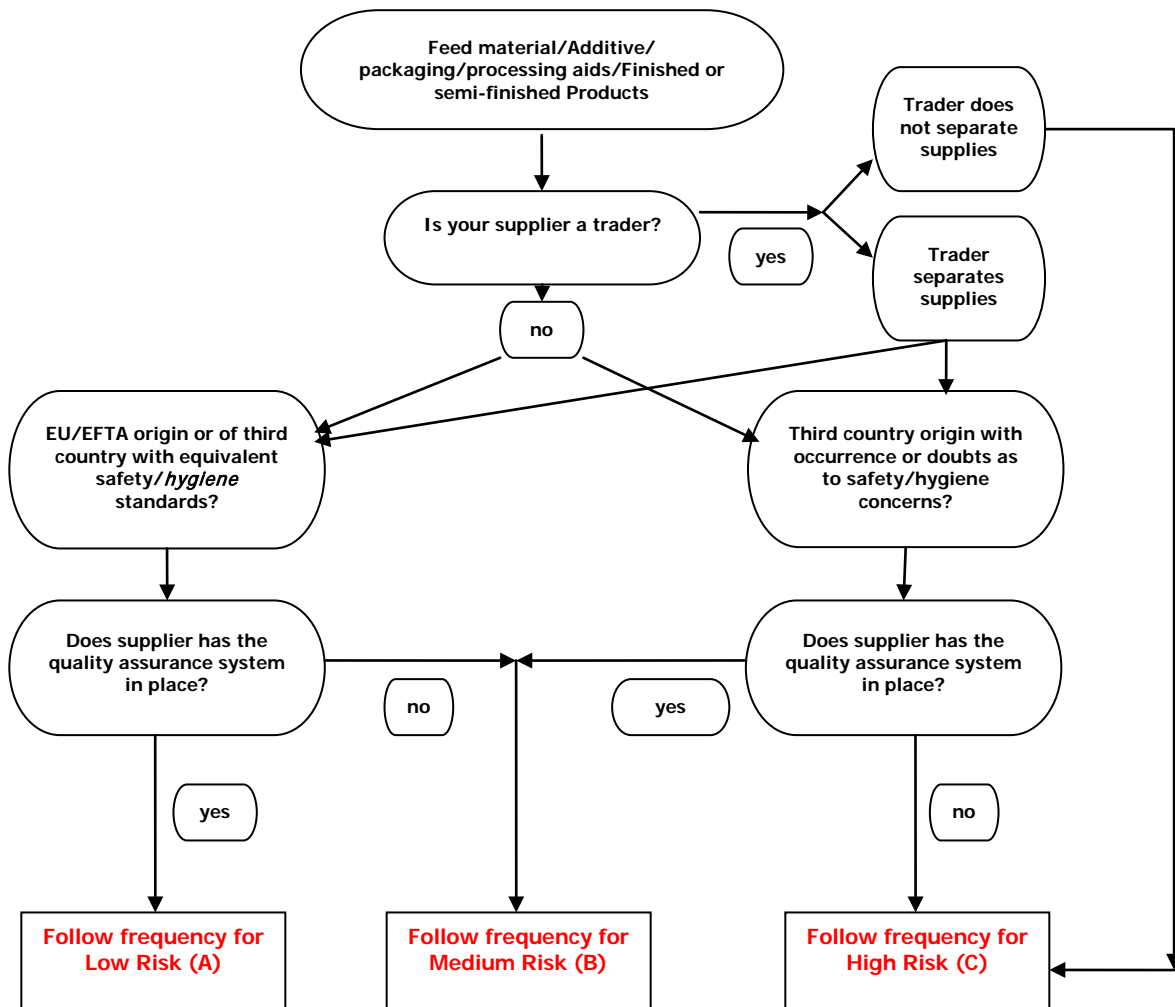 Feed material/Additive/
packaging/processing aids/Finished or
semi-finished Products
Trader does
not separate
supplies
Is your supplier a trader?
yes
Trader
separates
supplies
no
EU/EFTA origin or of third
country with equivalent
safety/hygiene
standards?
Third country origin with
occurrence or doubts as
to safety/hygiene
concerns?
Does supplier has the
quality assurance system
in place?
no
yes
Does supplier has the
quality assurance system
in place?
yes
no
Follow frequency for
Low Risk (A)
Follow frequency for
Medium Risk (B)
Follow frequency for
High Risk (C)